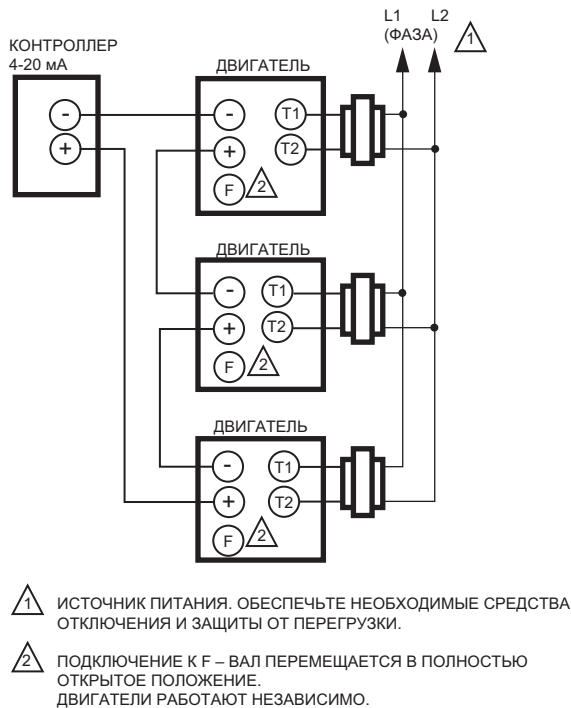 L1 L2
(ФАЗА) 1
КОНТРОЛЛЕР
4-20 мА
ДВИГАТЕЛЬ
- - T1
+ + T2
F 2
ДВИГАТЕЛЬ
- T1
+ T2
F 2
ДВИГАТЕЛЬ
- T1
+ T2
F 2
1 ИСТОЧНИК ПИТАНИЯ. ОБЕСПЕЧЬТЕ НЕОБХОДИМЫЕ СРЕДСТВА
ОТКЛЮЧЕНИЯ И ЗАЩИТЫ ОТ ПЕРЕГРУЗКИ.
2 ПОДКЛЮЧЕНИЕ К F – ВАЛ ПЕРЕМЕЩАЕТСЯ В ПОЛНОСТЬЮ
ОТКРЫТОЕ ПОЛОЖЕНИЕ.
ДВИГАТЕЛИ РАБОТАЮТ НЕЗАВИСИМО.